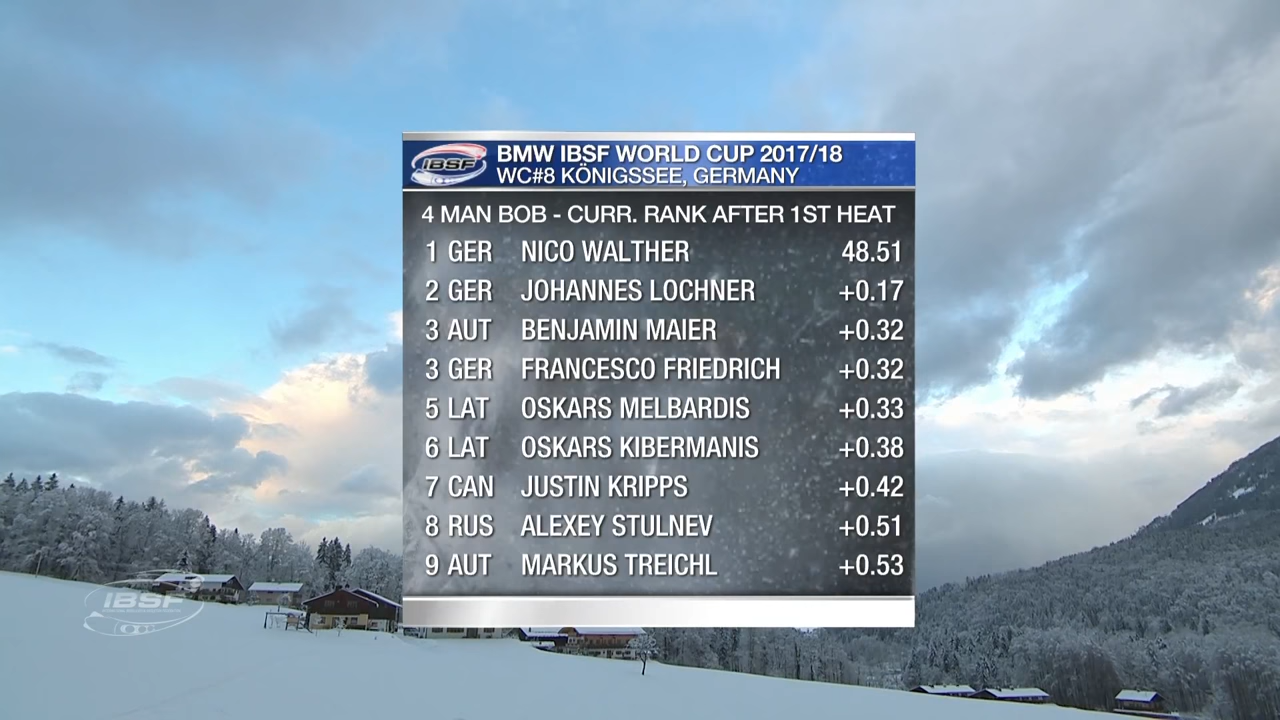 IBSF
BMW IBSF WORLD CUP 2017/18
WC#8 KÖNIGSSEE, GERMANY
4 MAN BOB - CURR. RANK AFTER 1ST HEAT
1 GER NICO WALTHER 48.51
2 GER JOHANNES LOCHNER +0.17
3 AUT BENJAMIN MAIER +0.32
3 GER FRANCESCO FRIEDRICH +0.32
5 LAT OSKARS MELBARDIS +0.33
6 LAT OSKARS KIBERMANIS +0.38
7 CAN JUSTIN KRIPPS +0.42
8 RUS ALEXEY STULNEV +0.51
9 AUT MARKUS TREICHL +0.53
IBSF